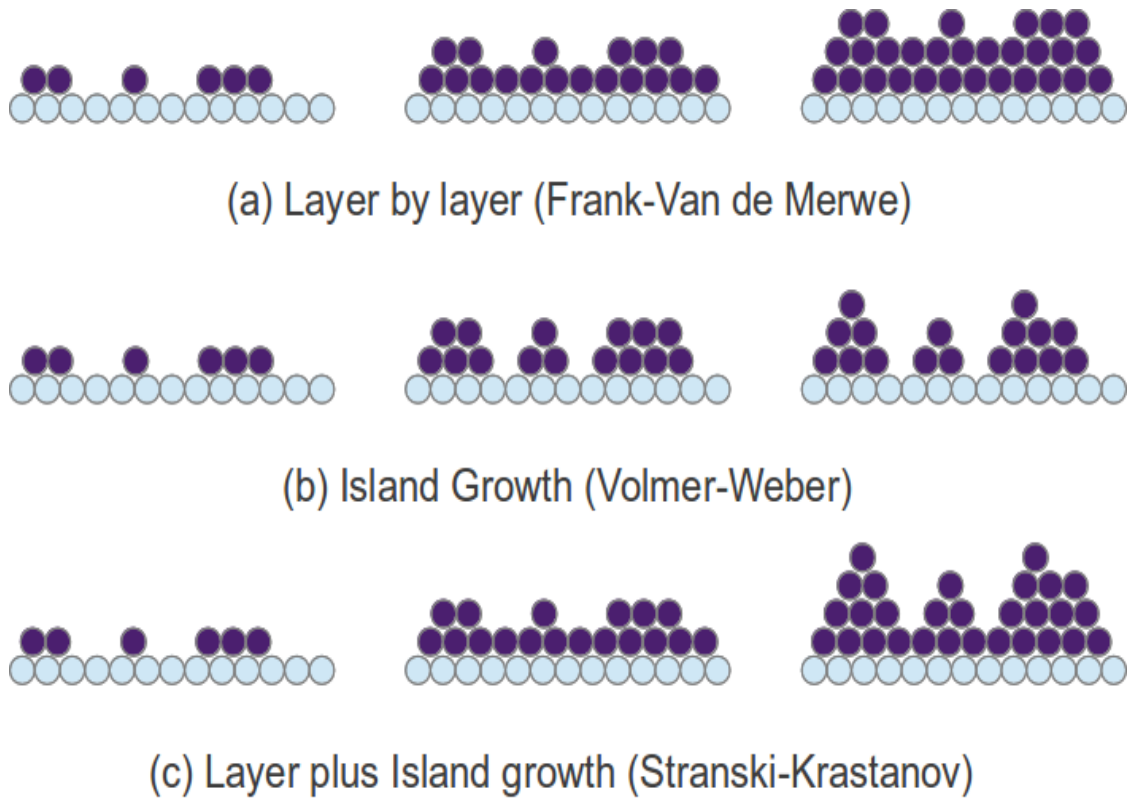 (a) Layer by layer (Frank-Van de Merwe)
(b) Island Growth (Volmer-Weber)
(c) Layer plus Island growth (Stranski-Krastanov)